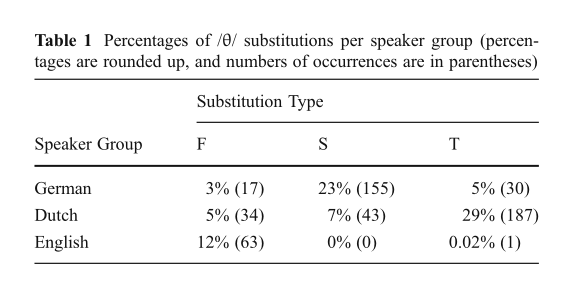 Table 1 Percentages of /θ/ substitutions per speaker group (percen-
tages are rounded up, and numbers of occurrences are in parentheses)
Substitution Type
Speaker Group F S T
German 3% (17) 23% (155) 5% (30)
Dutch 5% (34) 7% (43) 29% (187)
English 12% (63) 0% (0) 0.02% (1)